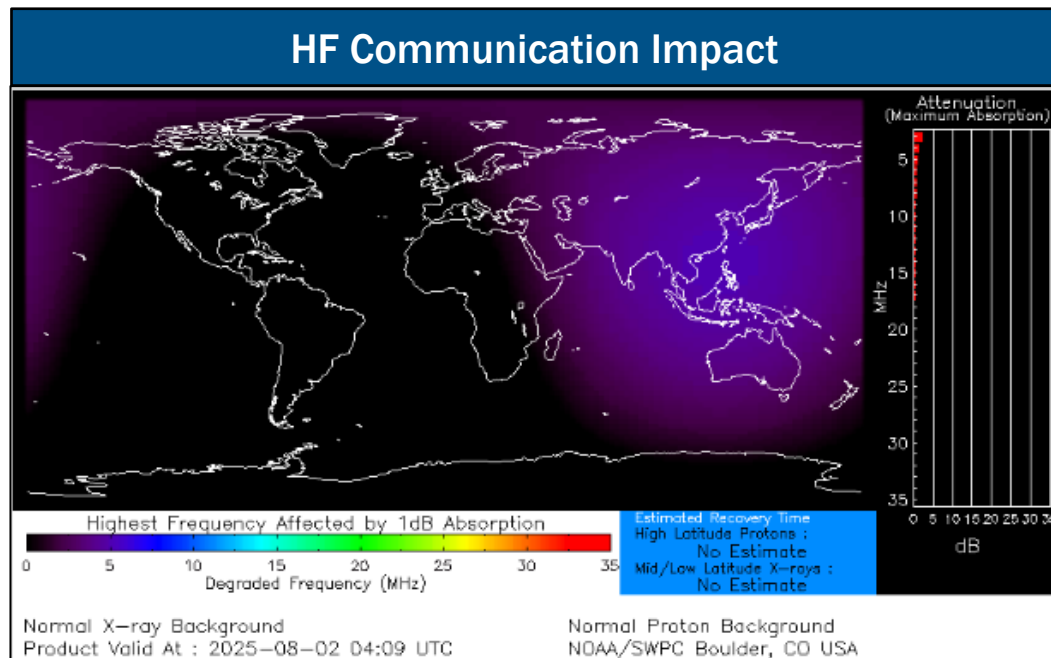 HF Communication Impact
Attenuation
(Maximum Absorption)
5
10
15
20
25
30
35
MHz
0 5 10 15 20 25 30 35
dB
Highest Frequency Affected by 1dB Absorption
0 5 10 15 20 25 30 35
Degraded Frequency (MHz)
Estimated Recovery Time
High Latitude Protons :
No Estimate
Mid/Low Latitude X-rays :
No Estimate
Normal X-ray Background
Normal Proton Background
Product Valid At : 2025-08-02 04:09 UTC
NOAA/SWPC Boulder, CO USA